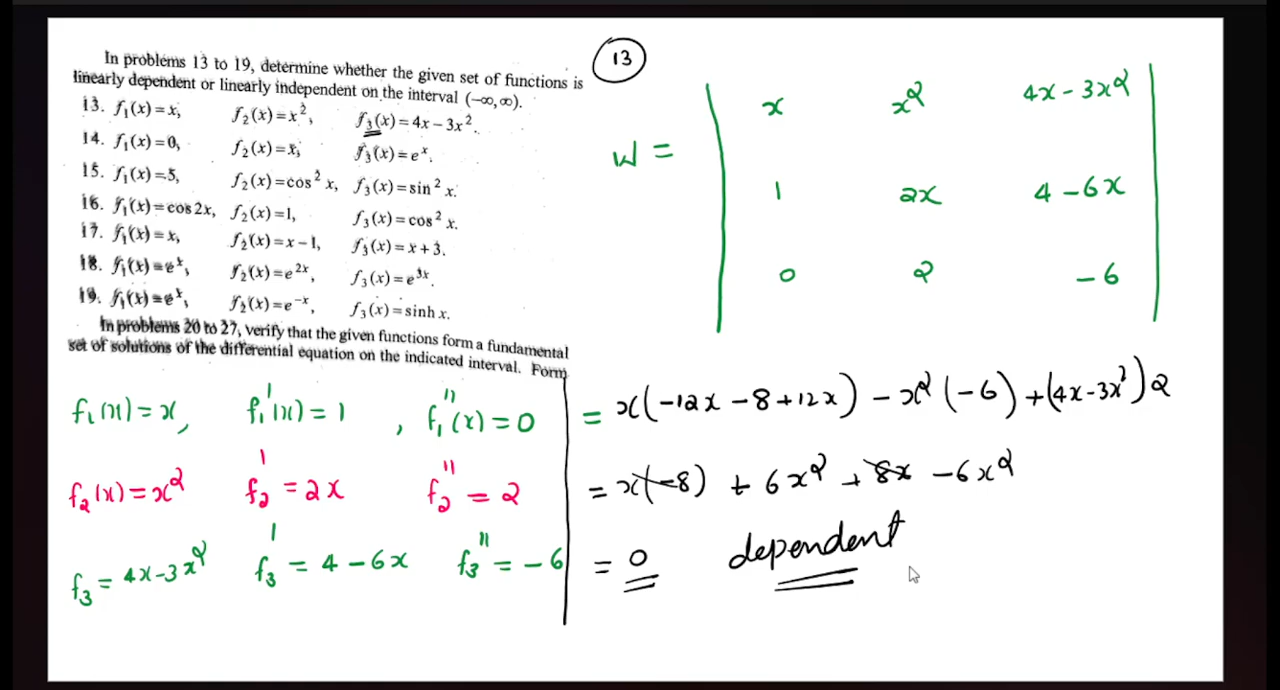 In problems 13 to 19, determine whether the given set of functions is
linearly dependent or linearly independent on the interval (−∞,∞).
13. f₁(x)=x, f₂(x)=x², f₃(x)=4x−3x².
14. f₁(x)=0, f₂(x)=x, f₃(x)=eˣ.
15. f₁(x)=5, f₂(x)=cos² x, f₃(x)=sin² x.
16. f₁(x)=cos2x, f₂(x)=1, f₃(x)=cos² x.
17. f₁(x)=x, f₂(x)=x−1, f₃(x)=x+3.
18. f₁(x)=eˣ, f₂(x)=e²ˣ, f₃(x)=e³ˣ.
19. f₁(x)=eˣ, f₂(x)=e⁻ˣ, f₃(x)=sinh x.
In problems 20 to 27, verify that the given functions form a fundamental
set of solutions of the differential equation on the indicated interval. Form
f₁(x)=x, f₁'(x)=1, f₁''(x)=0
f₂(x)=x² f₂'=2x f₂''=2
f₃=4x-3x² f₃'=4-6x f₃''=-6
13
x x² 4x-3x²
W =
1 2x 4-6x
0 2 -6
= x(-12x-8+12x) - x²(-6) + (4x-3x²)2
= x(-8) + 6x² + 8x - 6x²
= 0 dependent